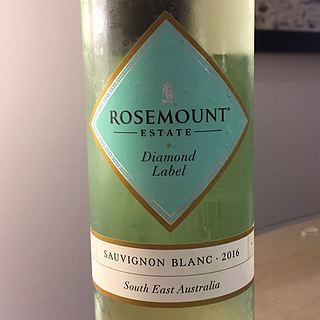 ROSEMOUNT
ESTATE
Diamond
Label
SAUVIGNON BLANC · 2016
South East Australia